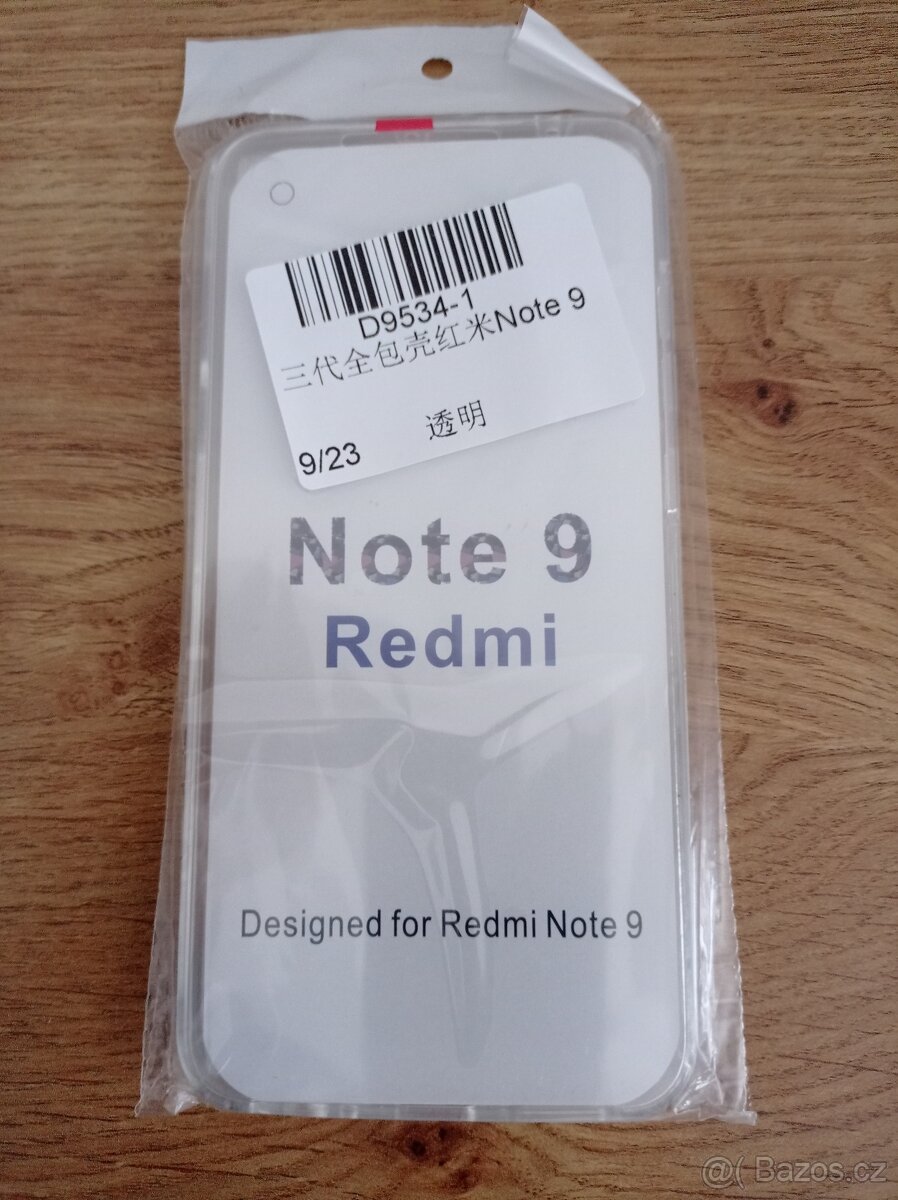 D9534-1
三代全包壳红米Note 9
透明
9/23
Note 9
Redmi
Designed for Redmi Note 9
@( Bazos.cz